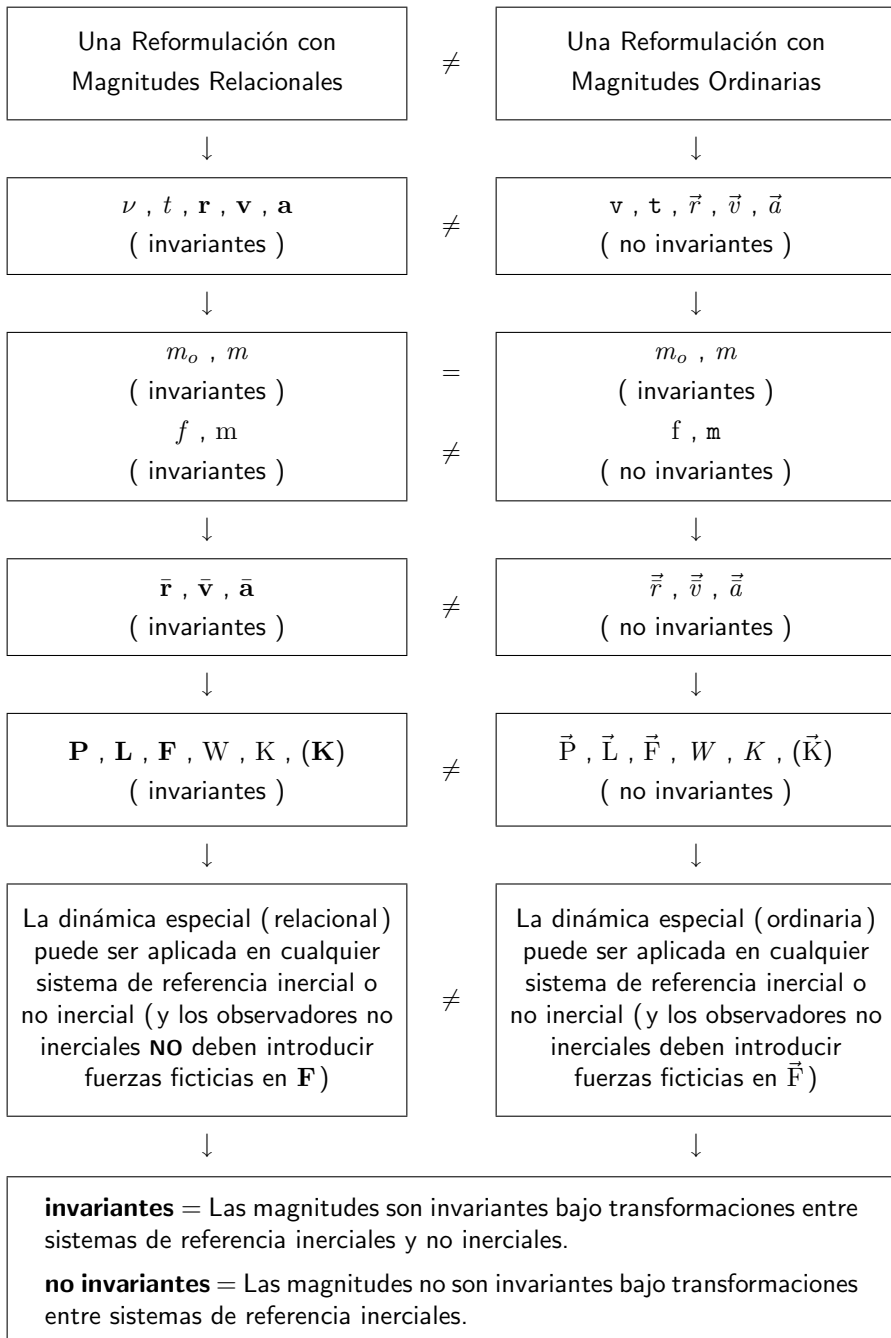 Una Reformulación con
Magnitudes Relacionales
≠
Una Reformulación con
Magnitudes Ordinarias
↓ ↓
ν , t , r , v , a
( invariantes )
≠
v , t , r⃗ , v⃗ , a⃗
( no invariantes )
↓ ↓
mₒ , m
( invariantes )
=
mₒ , m
( invariantes )
f , m
( invariantes )
≠
f , m
( no invariantes )
↓ ↓
r̄ , v̄ , ā
( invariantes )
≠
r̄⃗ , v̄⃗ , ā⃗
( no invariantes )
↓ ↓
P , L , F , W , K , (K)
( invariantes )
≠
P⃗ , L⃗ , F⃗ , W , K , (K⃗)
( no invariantes )
↓ ↓
La dinámica especial ( relacional )
puede ser aplicada en cualquier
sistema de referencia inercial o
no inercial ( y los observadores no
inerciales NO deben introducir
fuerzas ficticias en F )
≠
La dinámica especial ( ordinaria )
puede ser aplicada en cualquier
sistema de referencia inercial o
no inercial ( y los observadores no
inerciales deben introducir
fuerzas ficticias en F⃗ )
↓ ↓
invariantes = Las magnitudes son invariantes bajo transformaciones entre
sistemas de referencia inerciales y no inerciales.
no invariantes = Las magnitudes no son invariantes bajo transformaciones
entre sistemas de referencia inerciales.